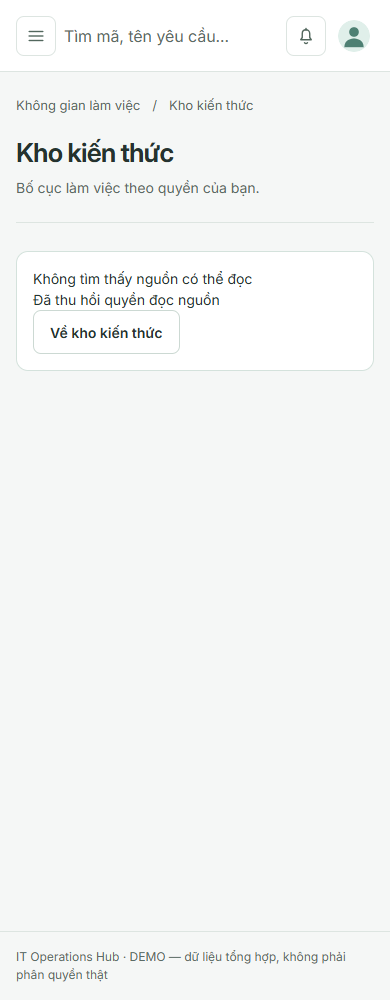 Tìm mã, tên yêu cầu...
Không gian làm việc / Kho kiến thức
Kho kiến thức
Bố cục làm việc theo quyền của bạn.
Không tìm thấy nguồn có thể đọc
Đã thu hồi quyền đọc nguồn
Về kho kiến thức
IT Operations Hub · DEMO — dữ liệu tổng hợp, không phải
phân quyền thật